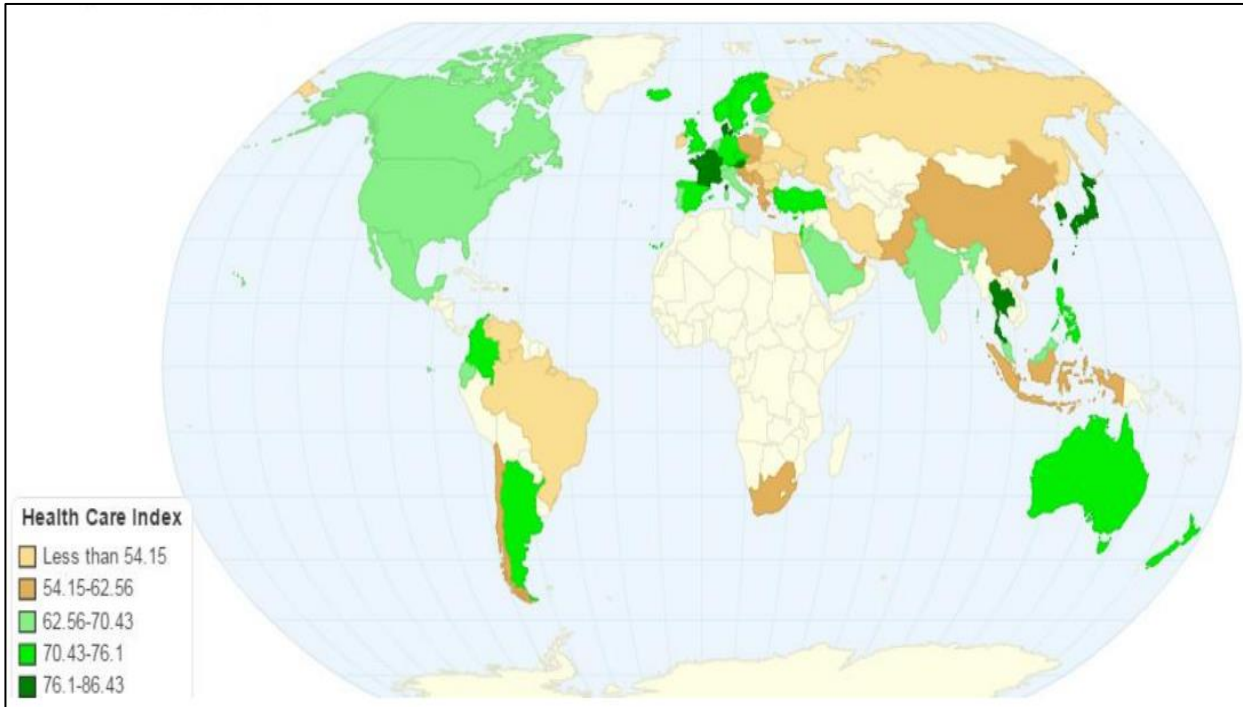 Health Care Index
Less than 54.15
54.15-62.56
62.56-70.43
70.43-76.1
76.1-86.43